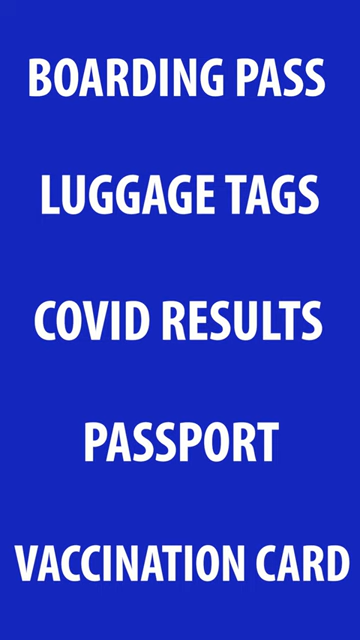 BOARDING PASS
LUGGAGE TAGS
COVID RESULTS
PASSPORT
VACCINATION CARD